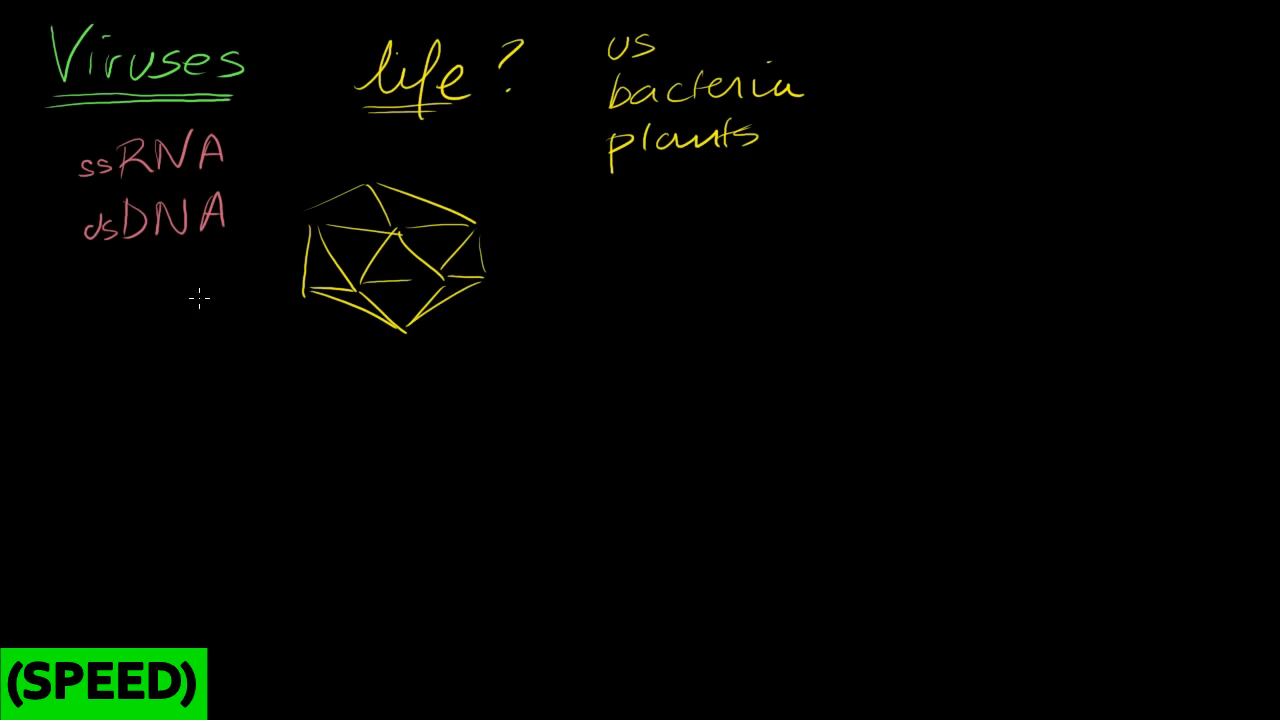 Viruses
life?
us
bacteria
plants
ssRNA
dsDNA
(SPEED)